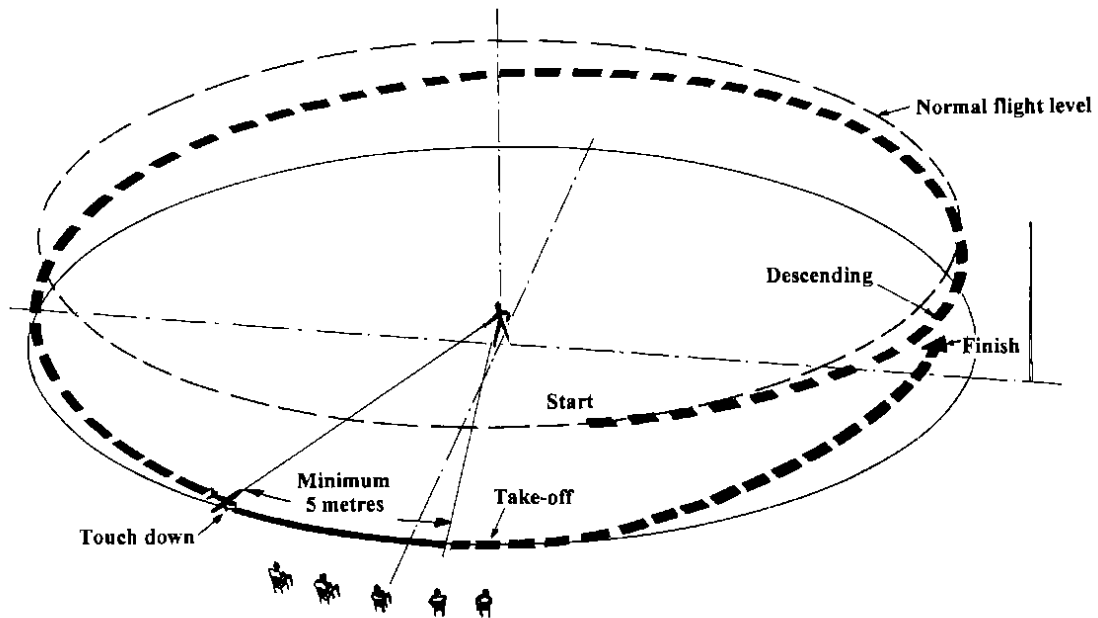 Normal flight level
Descending
Finish
Start
Minimum
5 metres
Take-off
Touch down